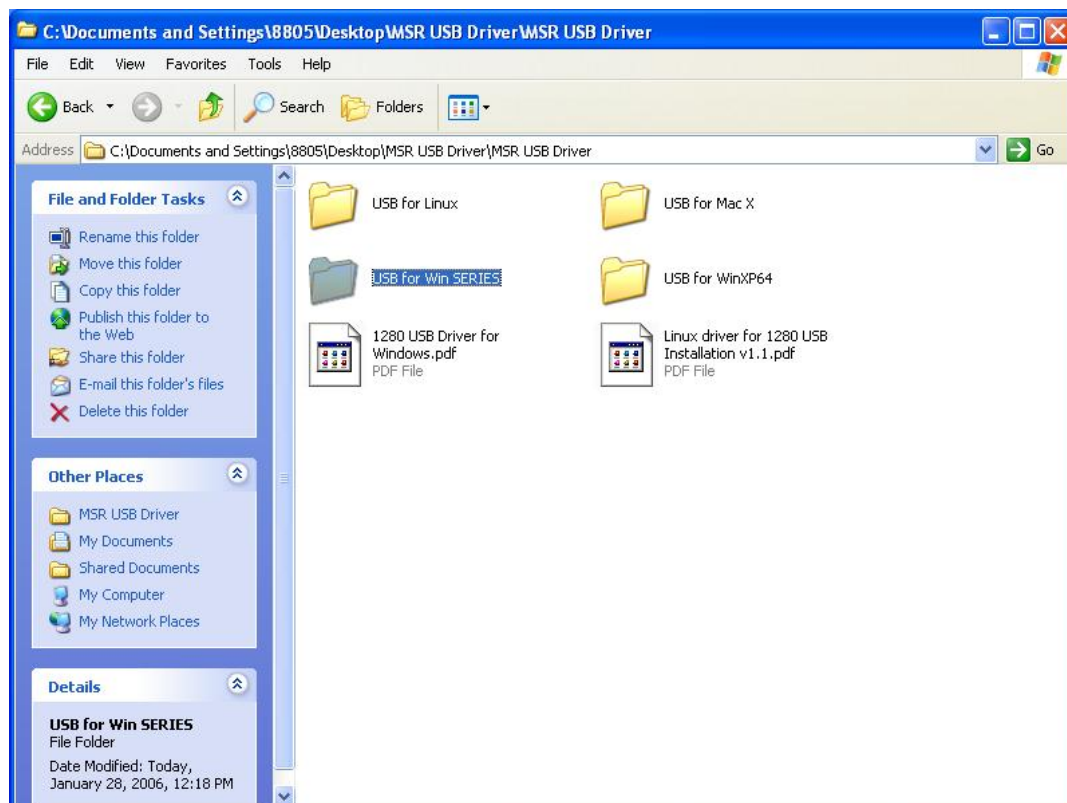 C:\Documents and Settings\8805\Desktop\MSR USB Driver\MSR USB Driver
File Edit View Favorites Tools Help
Back Search Folders
Address C:\Documents and Settings\8805\Desktop\MSR USB Driver\MSR USB Driver Go
File and Folder Tasks
Rename this folder
Move this folder
Copy this folder
Publish this folder to
the Web
Share this folder
E-mail this folder's files
Delete this folder
Other Places
MSR USB Driver
My Documents
Shared Documents
My Computer
My Network Places
Details
USB for Win SERIES
File Folder
Date Modified: Today,
January 28, 2006, 12:18 PM
USB for Linux
USB for Mac X
USB for Win SERIES
USB for WinXP64
1280 USB Driver for
Windows.pdf
PDF File
Linux driver for 1280 USB
Installation v1.1.pdf
PDF File